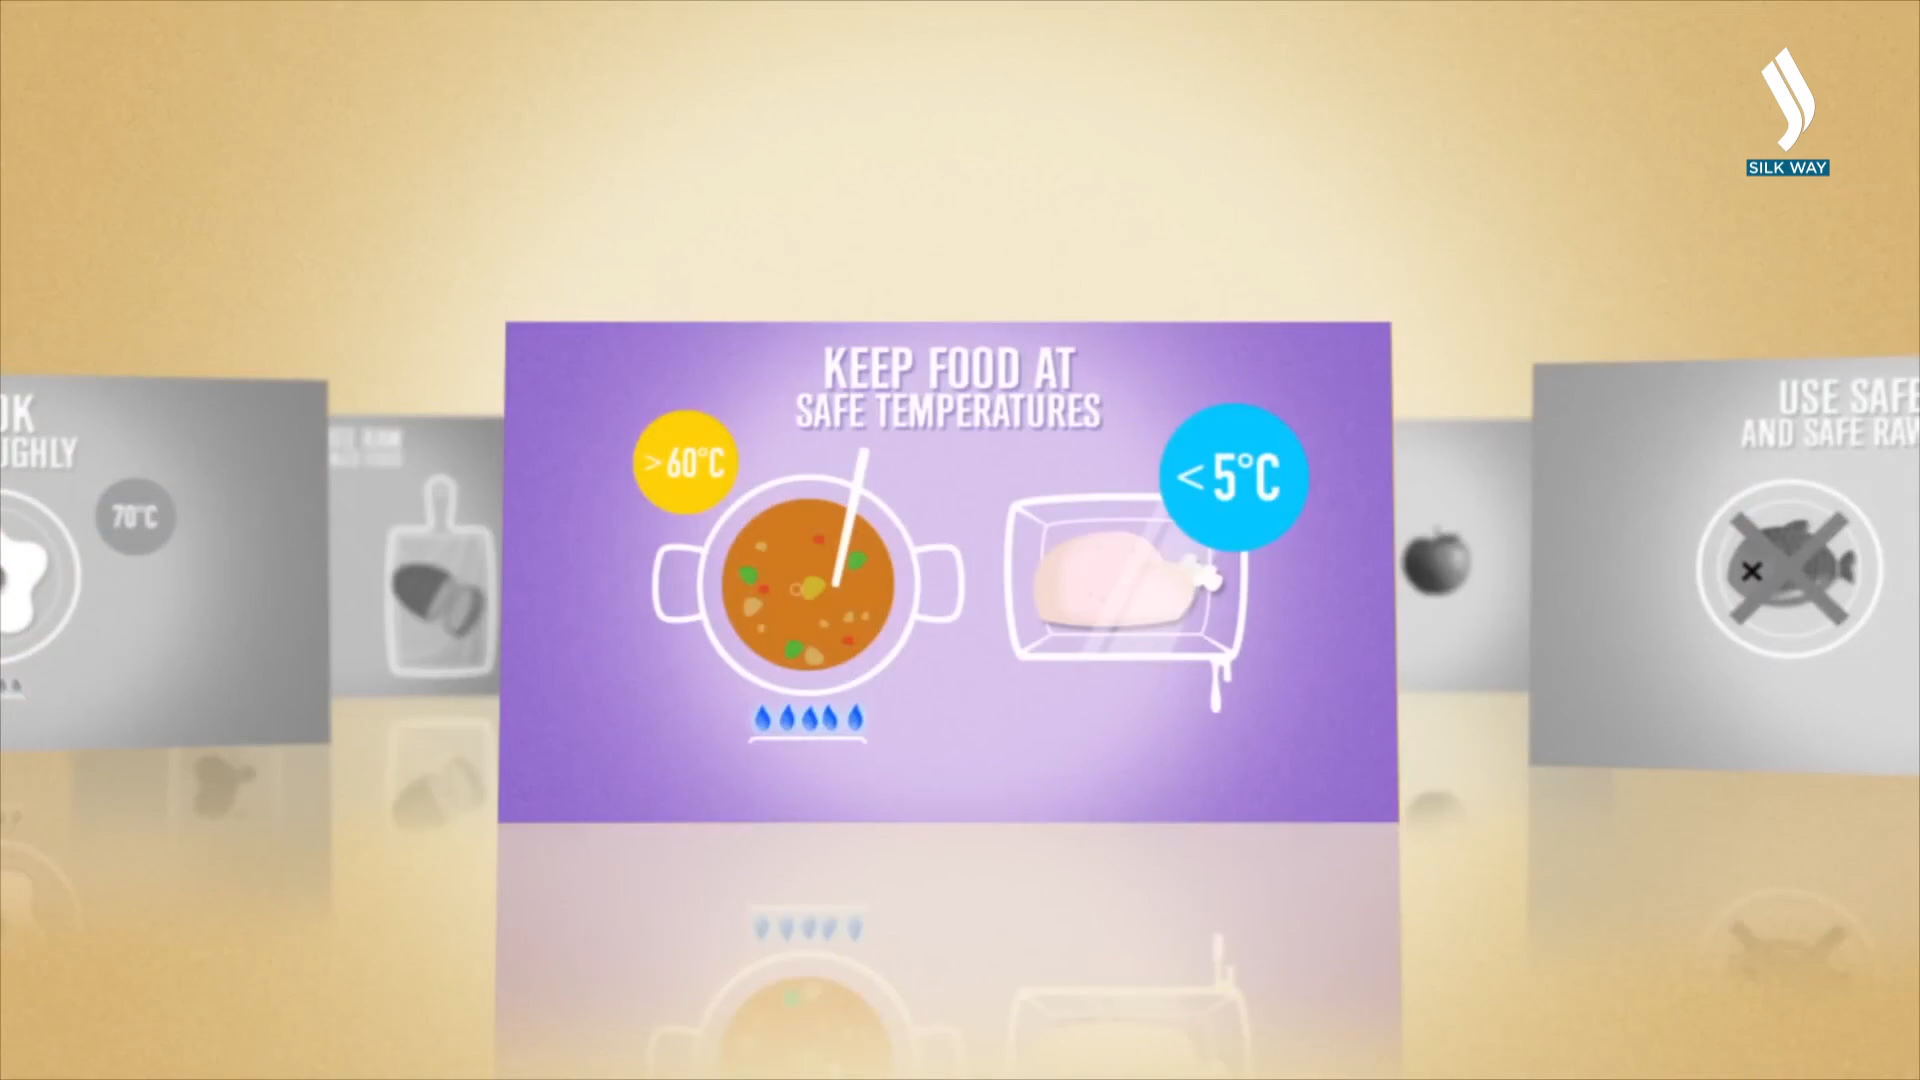 SILK WAY
KEEP FOOD AT
SAFE TEMPERATURES
>60°C
<5°C
OK
UGHLY
70°C
USE SAFE
AND SAFE RAW